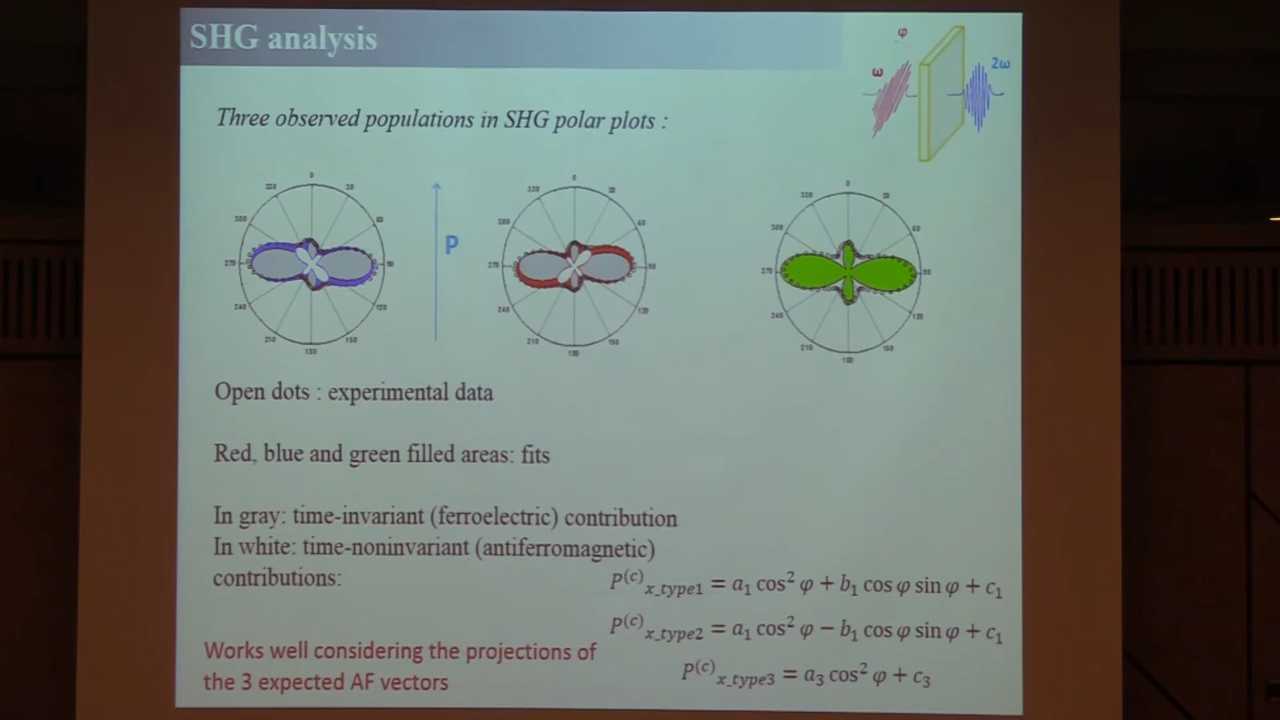 SHG analysis
φ
ω
2ω
Three observed populations in SHG polar plots :
P
Open dots : experimental data
Red, blue and green filled areas: fits
In gray: time-invariant (ferroelectric) contribution
In white: time-noninvariant (antiferromagnetic)
contributions:
P^(c)_x_type1 = a₁ cos² φ + b₁ cos φ sin φ + c₁
P^(c)_x_type2 = a₁ cos² φ − b₁ cos φ sin φ + c₁
P^(c)_x_type3 = a₃ cos² φ + c₃
Works well considering the projections of
the 3 expected AF vectors